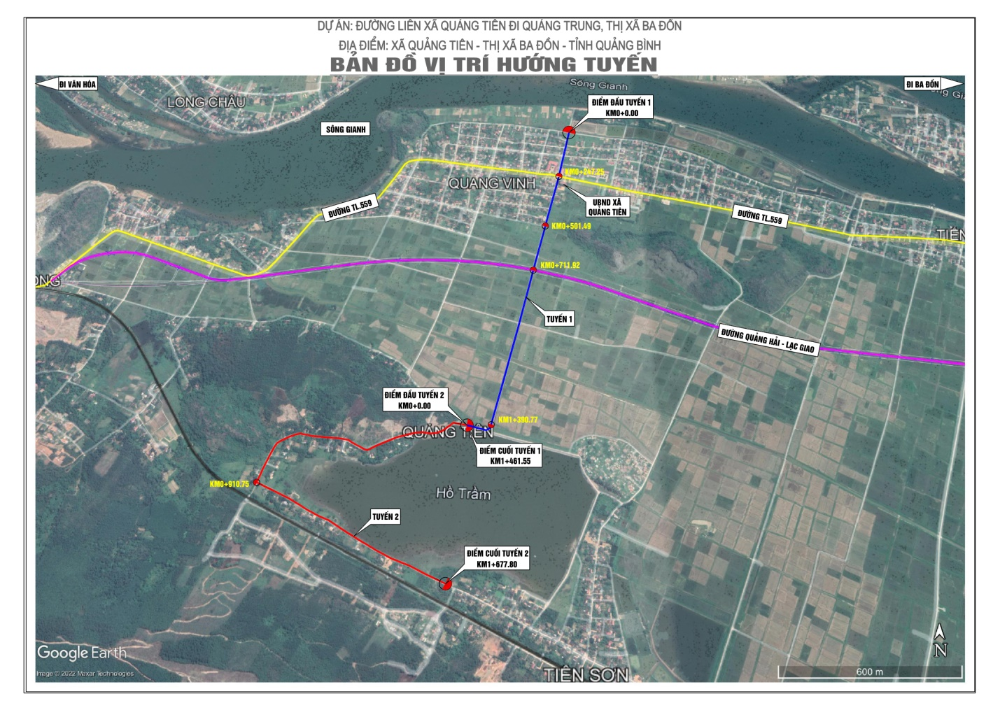 DỰ ÁN: ĐƯỜNG LIÊN XÃ QUẢNG TIÊN ĐI QUẢNG TRUNG, THỊ XÃ BA ĐỒN
ĐỊA ĐIỂM: XÃ QUẢNG TIÊN - THỊ XÃ BA ĐỒN - TỈNH QUẢNG BÌNH
BẢN ĐỒ VỊ TRÍ HƯỚNG TUYẾN
ĐI VĂN HÓA
Sông Gianh
ĐI BA ĐỒN
ng Gia
LONG CHÂU
ĐIỂM ĐẦU TUYẾN 1
KM0+0.00
SÔNG GIANH
KM0+247.25
QUANG VINH
UBND XÃ
QUẢNG TIÊN
ĐƯỜNG TL.559
ĐƯỜNG TL.559
KM0+501.49
TIÊN
KM0+711.92
ONG
TUYẾN 1
ĐƯỜNG QUẢNG HẢI - LẠC GIAO
ĐIỂM ĐẦU TUYẾN 2
KM0+0.00
KM1+390.77
QUẢNG TIÊN
ĐIỂM CUỐI TUYẾN 1
KM1+461.55
KM0+910.75
Hồ Trầm
TUYẾN 2
ĐIỂM CUỐI TUYẾN 2
KM1+677.80
N
Google Earth
Image © 2022 Maxar Technologies
TIÊN SƠN
600 m